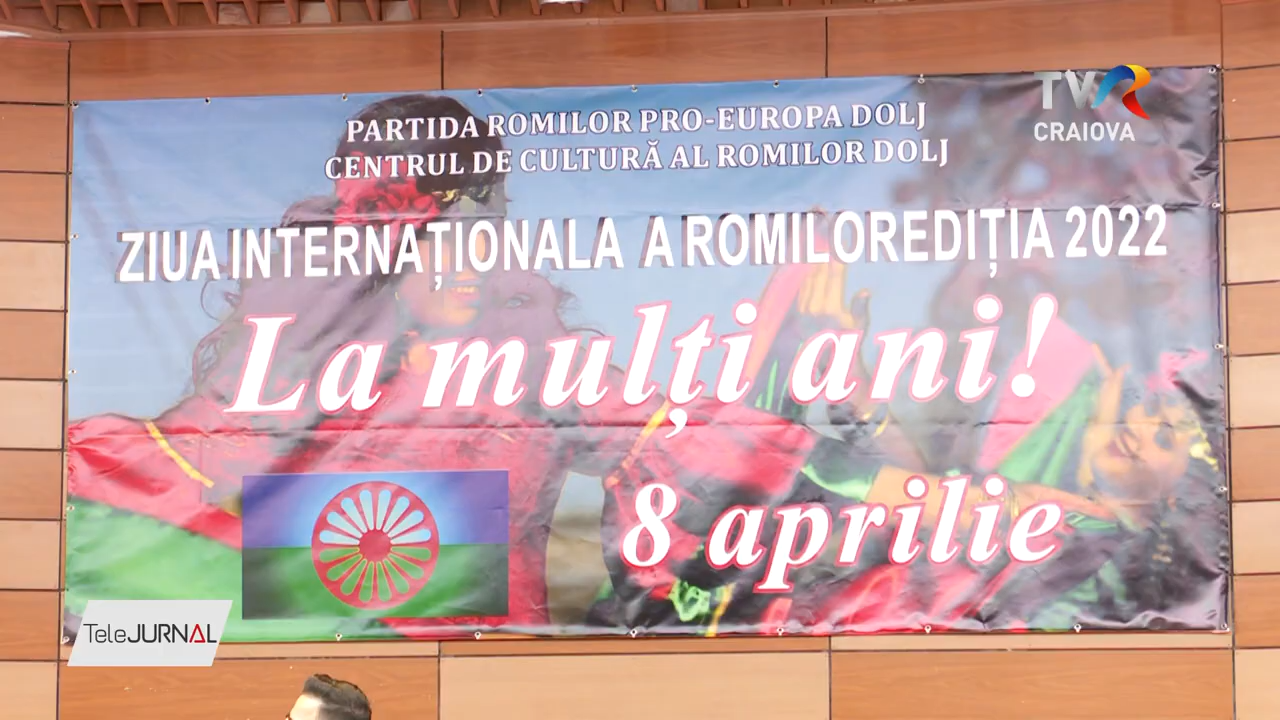 PARTIDA ROMILOR PRO-EUROPA DOLJ
CENTRUL DE CULTURĂ AL ROMILOR DOLJ
TVR
CRAIOVA
ZIUA INTERNAȚIONALA A ROMILOREDIȚIA 2022
La mulți ani!
8 aprilie
TeleJURNAL